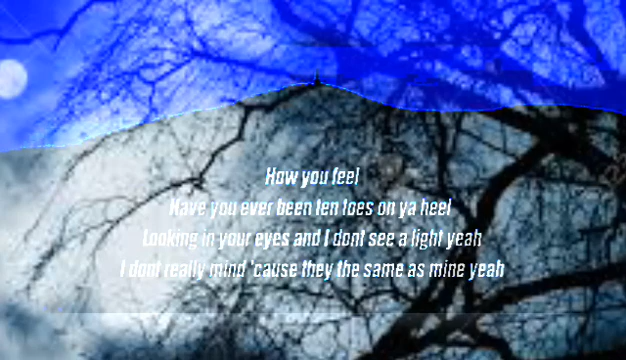 How you feel
Have you ever been ten toes on ya heel
Looking in your eyes and I dont see a light yeah
I dont really mind 'cause they the same as mine yeah